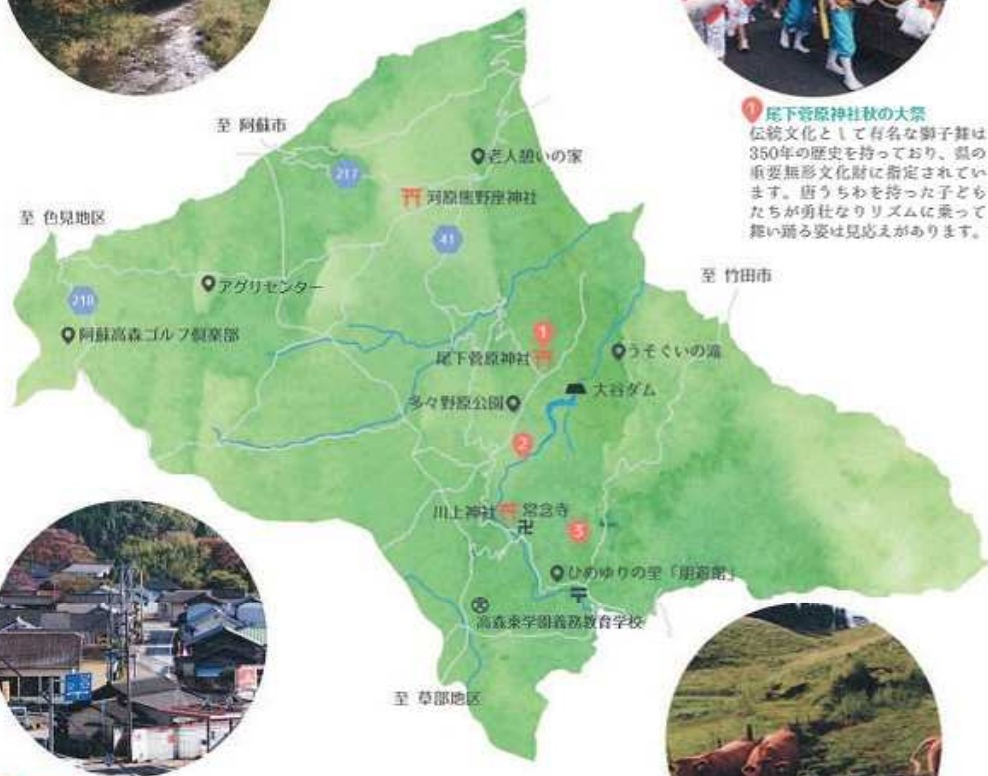 1
尾下菅原神社秋の大祭
伝統文化として有名な獅子舞は
350年の歴史を持っており、県の
重要無形文化財に指定されてい
ます。唐うちわを持った子ども
たちが勇壮なリズムに乗って
舞い踊る姿は見応えがあります。
至 阿蘇市
217
老人憩いの家
河原熊野座神社
至 色見地区
41
至 竹田市
アグリセンター
218
阿蘇高森ゴルフ倶楽部
1
尾下菅原神社
うそぐいの滝
大谷ダム
多々野原公園
2
川上神社
常念寺
3
ひめゆりの里「朋遊館」
高森東学園義務教育学校
至 草部地区